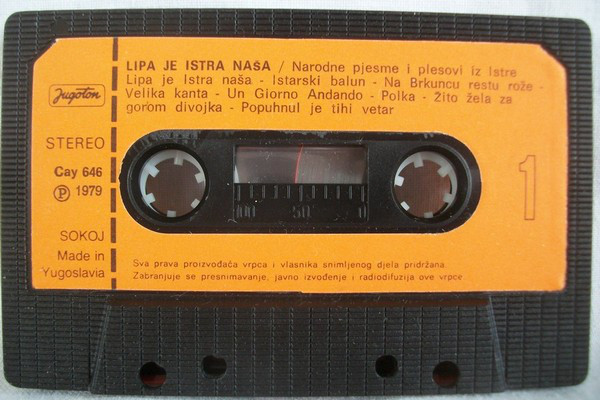 LIPA JE ISTRA NAŠA / Narodne pjesme i plesovi iz Istre
Lipa je Istra naša - Istarski balun - Na Brkuncu restu rože -
Velika kanta - Un Giorno Andando - Polka - Žito žela za
gorom divojka - Popuhnul je tihi vetar
Jugoton
STEREO
Cay 646
℗ 1979
SOKOJ
Made in
Yugoslavia
100 50 0
1
Sva prava proizvođača vrpca i vlasnika snimljenog djela pridržana
Zabranjuje se presnimavanje, javno izvođenje i radiodifuzija ove vrpce